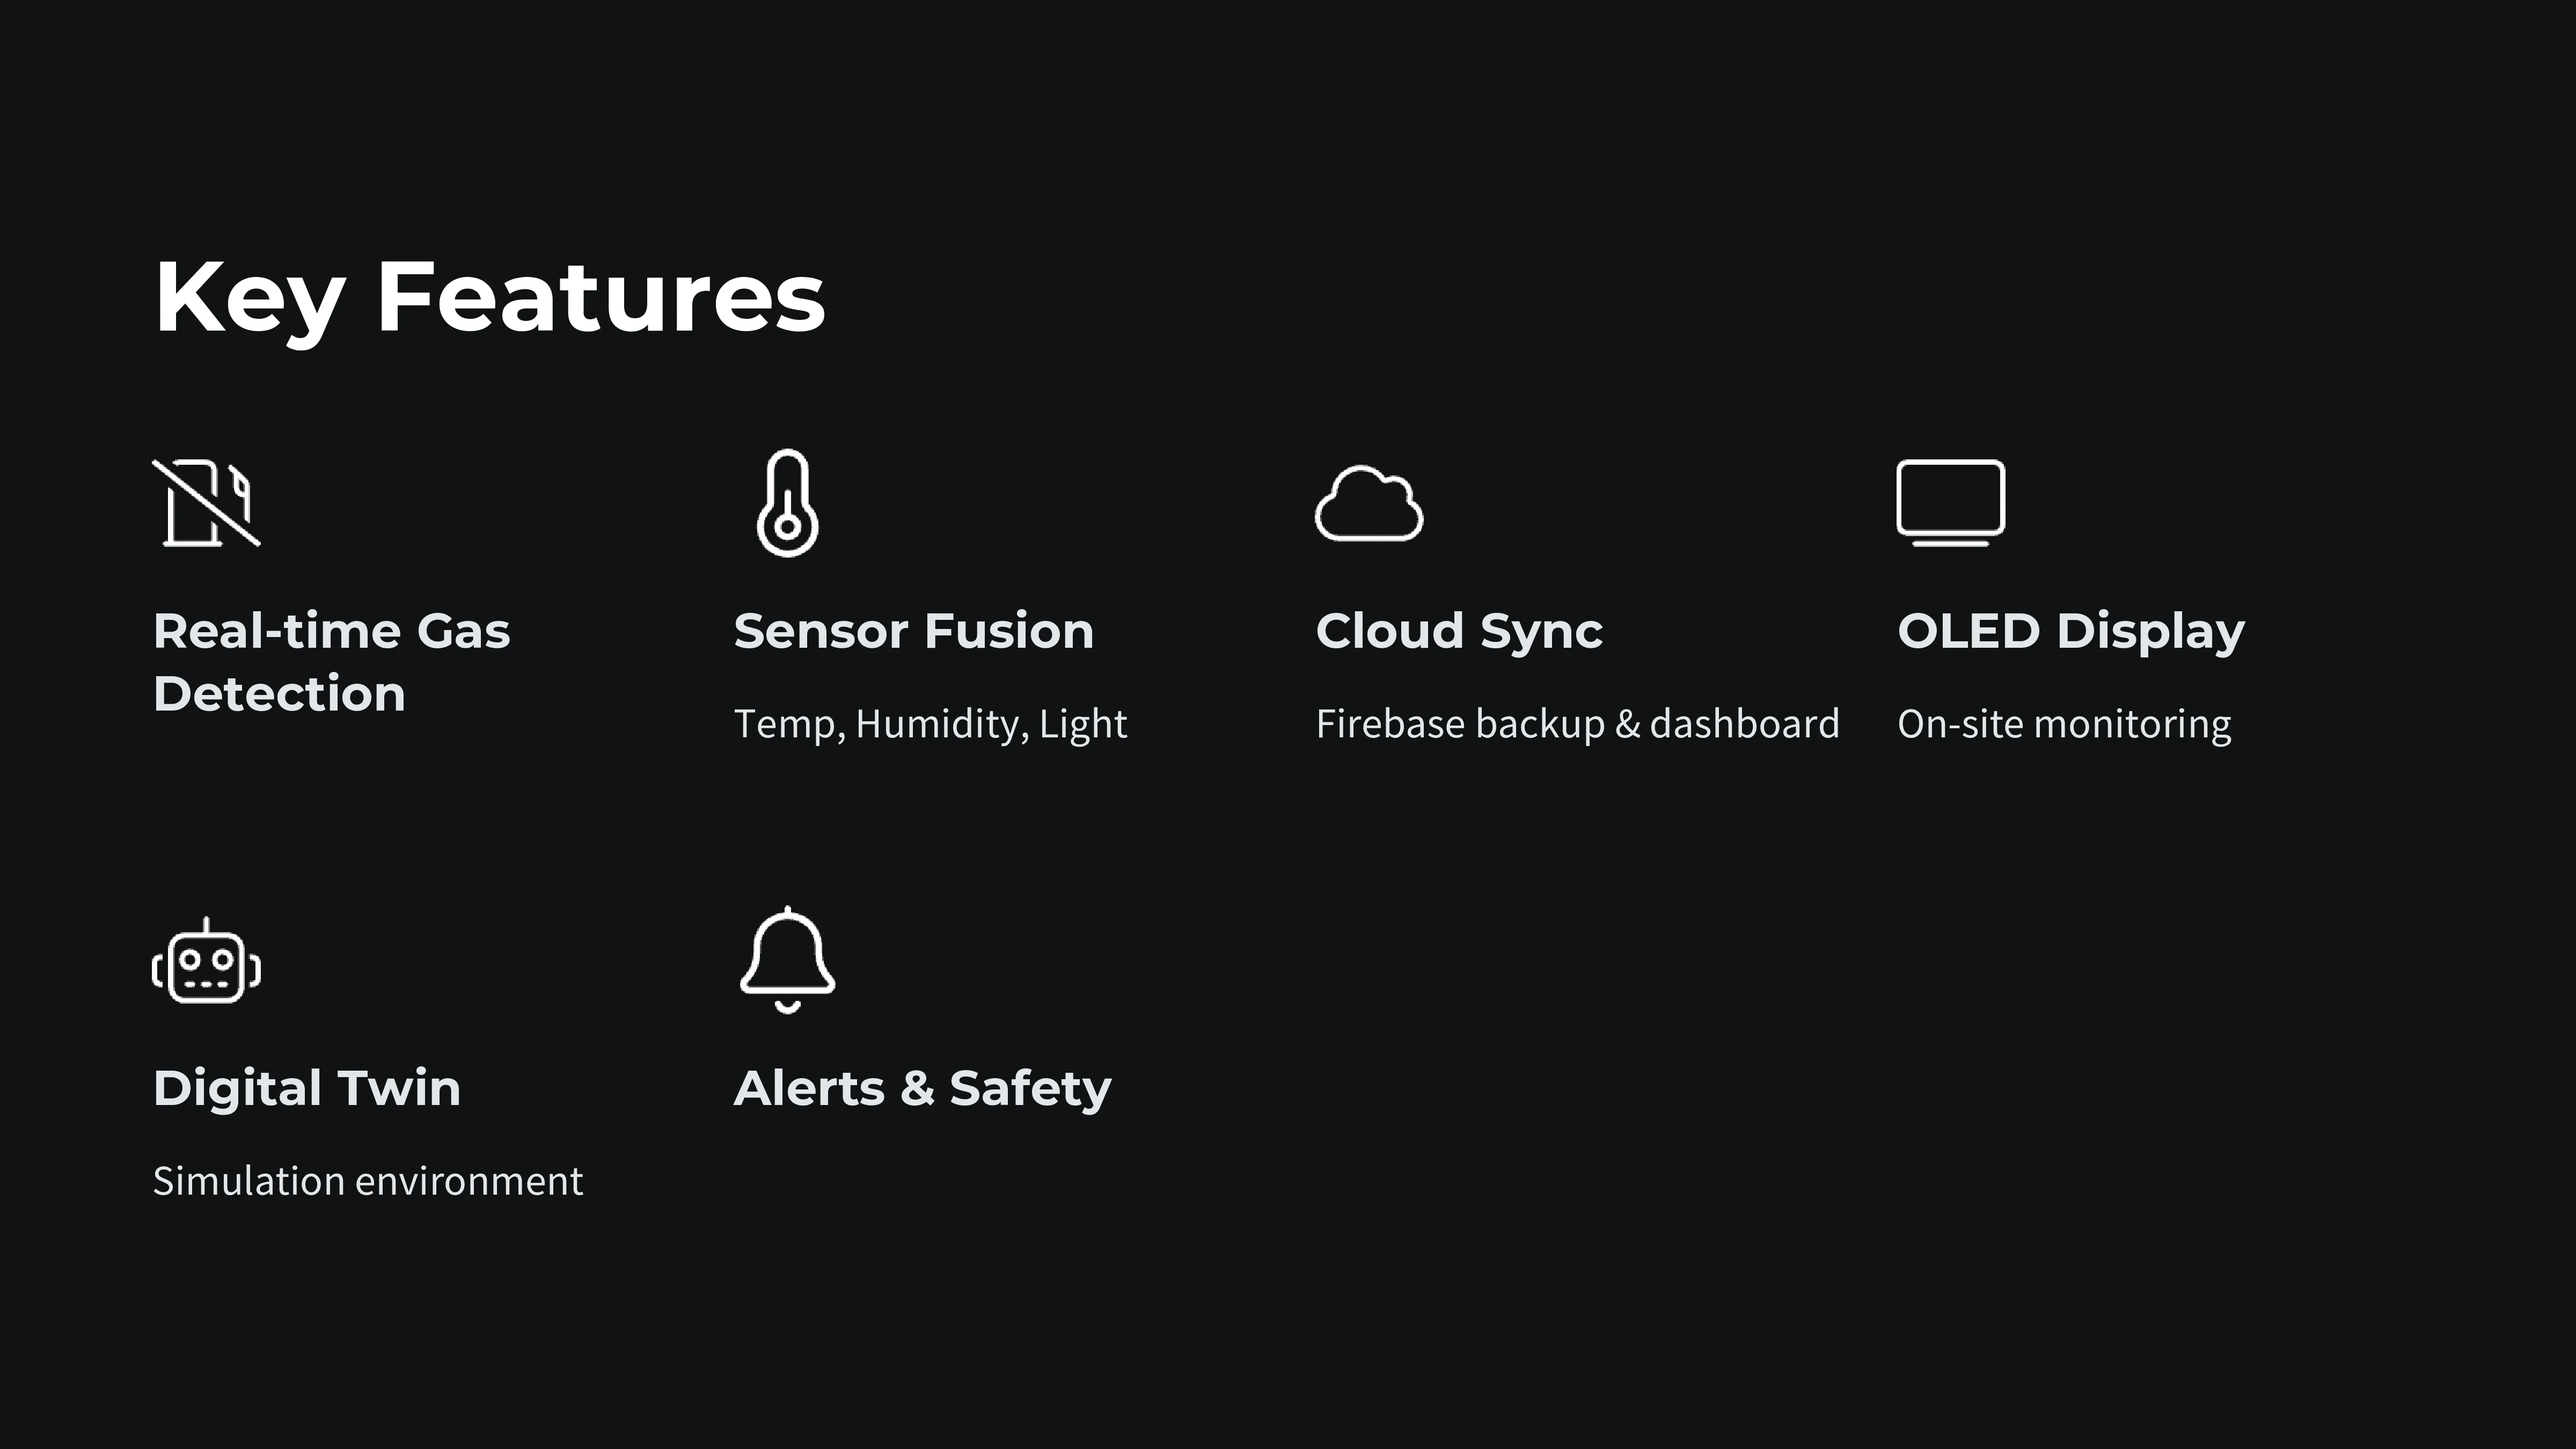 Key Features
Real-time Gas
Detection
Sensor Fusion
Temp, Humidity, Light
Cloud Sync
Firebase backup & dashboard
OLED Display
On-site monitoring
Digital Twin
Simulation environment
Alerts & Safety